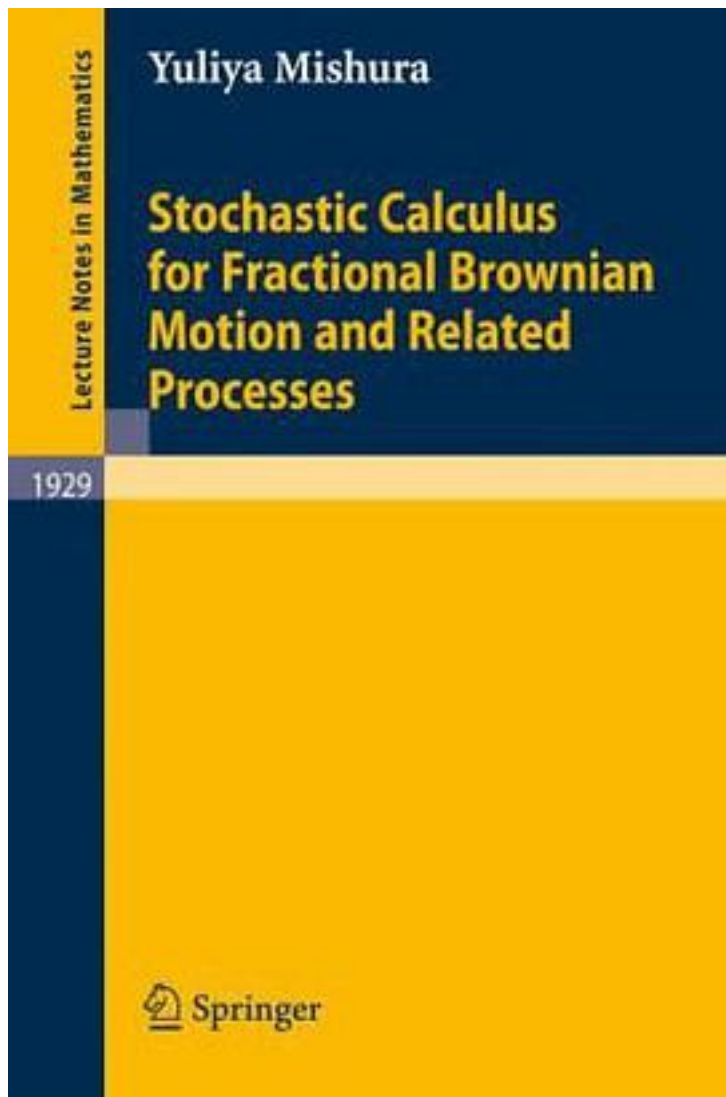 Yuliya Mishura
Lecture Notes in Mathematics
Stochastic Calculus
for Fractional Brownian
Motion and Related
Processes
1929
Springer